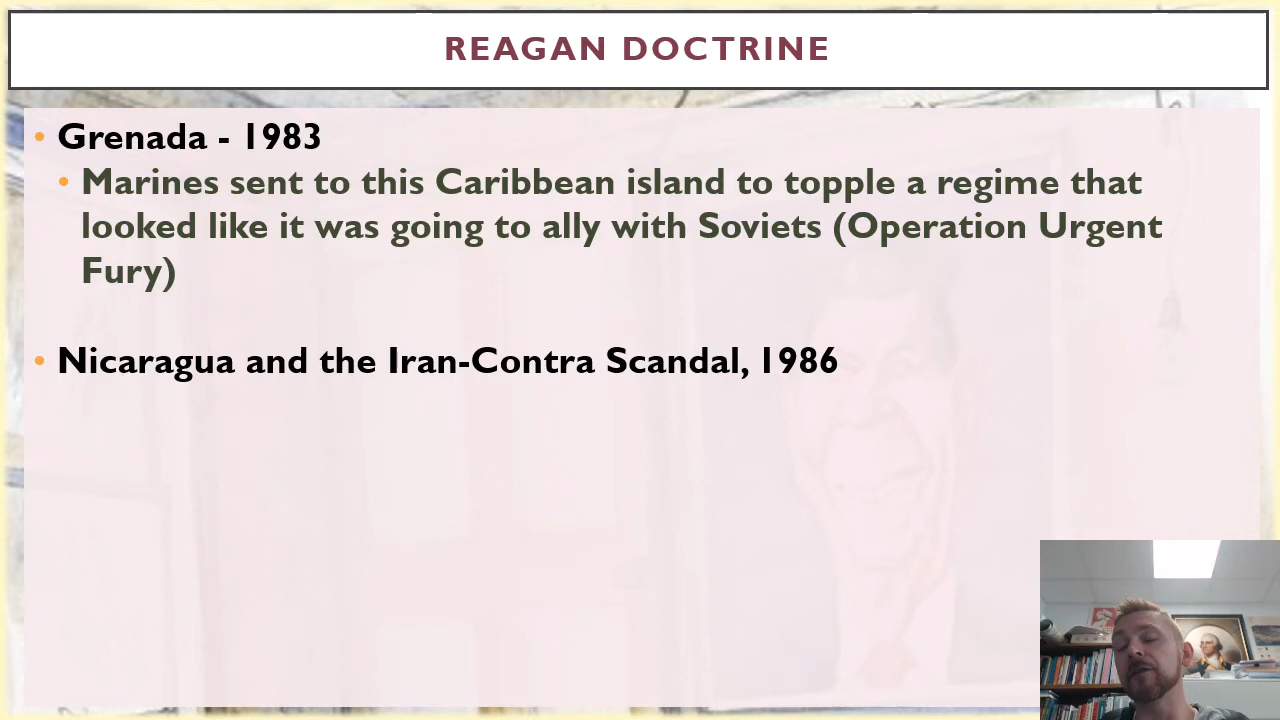 REAGAN DOCTRINE
• Grenada - 1983
• Marines sent to this Caribbean island to topple a regime that
looked like it was going to ally with Soviets (Operation Urgent
Fury)
• Nicaragua and the Iran-Contra Scandal, 1986